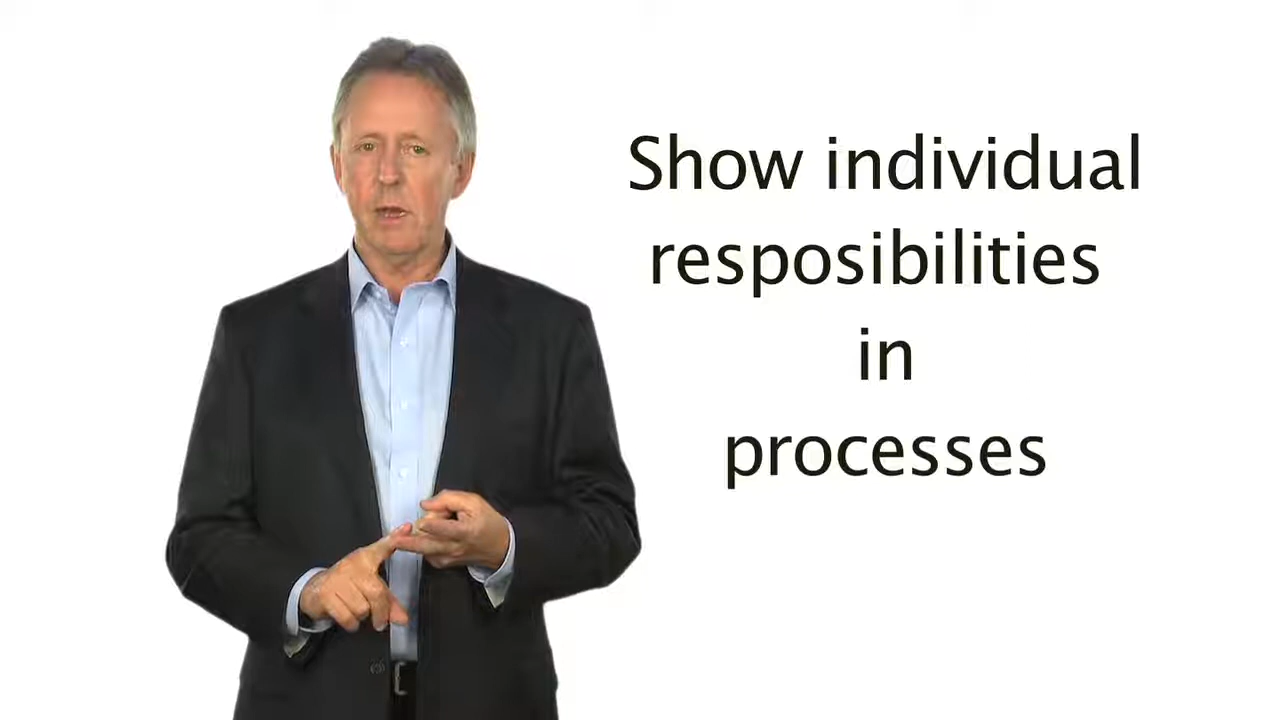 Show individual
resposibilities
in
processes